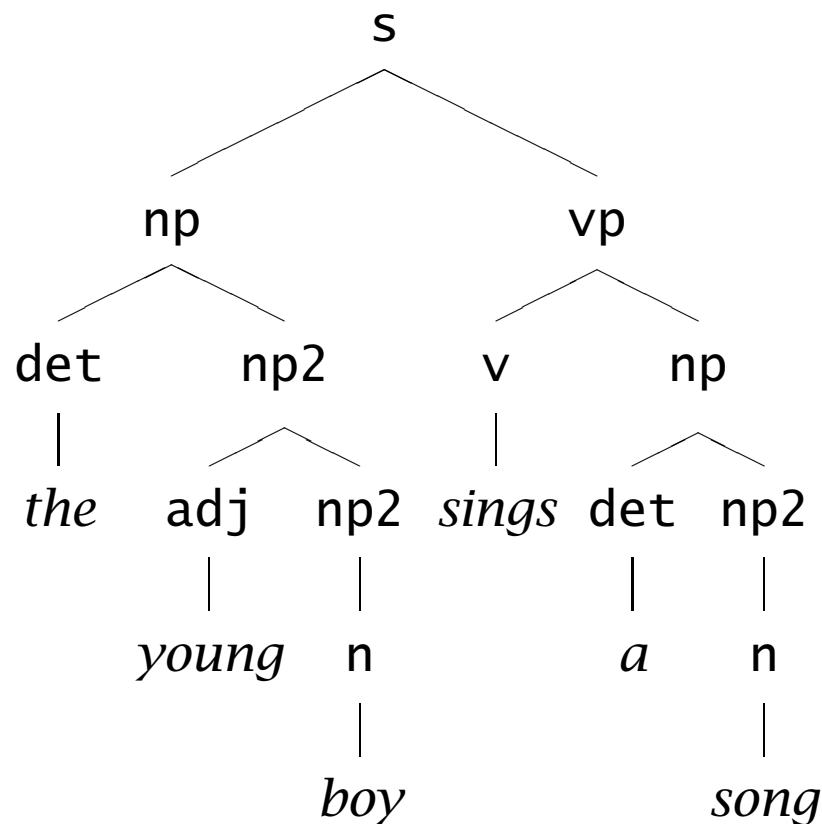 s
np vp
det np2 v np
the adj np2 sings det np2
young n a n
boy song